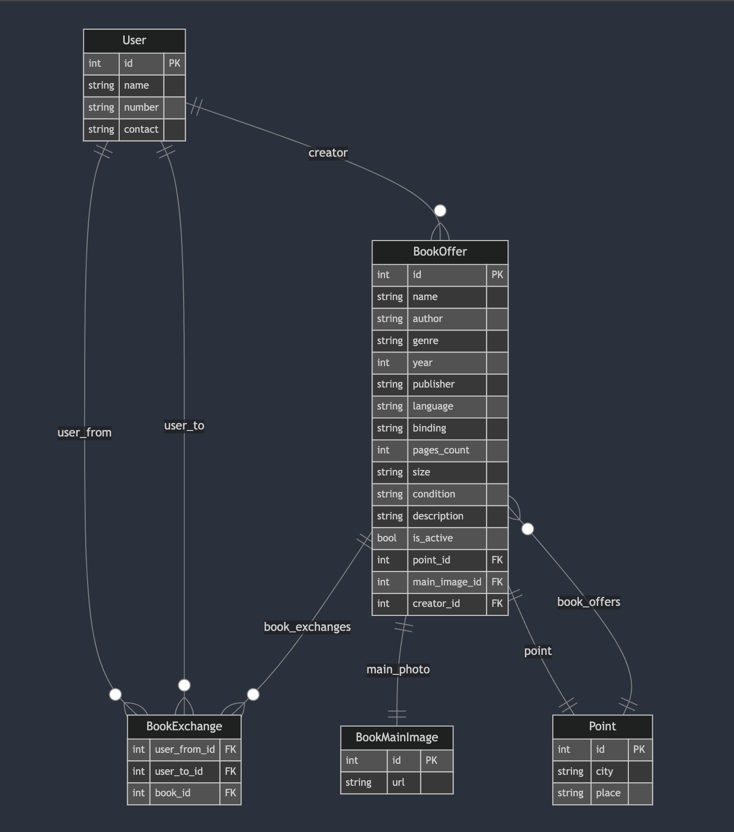 User
int id PK
string name
string number
string contact
creator
BookOffer
int id PK
string name
string author
string genre
int year
string publisher
string language
string binding
int pages_count
string size
string condition
string description
bool is_active
int point_id FK
int main_image_id FK
int creator_id FK
user_from
user_to
book_exchanges
main_photo
point
book_offers
BookExchange
int user_from_id FK
int user_to_id FK
int book_id FK
BookMainImage
int id PK
string url
Point
int id PK
string city
string place